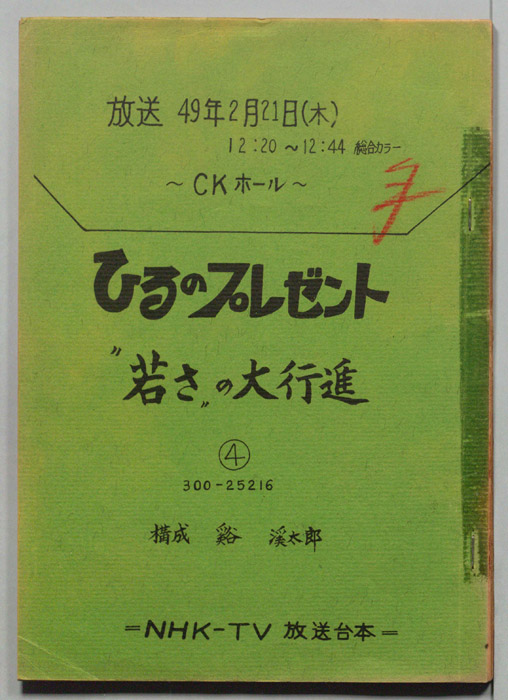 放送 49年2月21日(木)
12:20〜12:44 総合カラー
〜CKホール〜
ひるのプレゼント
〝若さ〟の大行進
④
300-25216
構成 谿 渓太郎
=NHK-TV 放送台本=